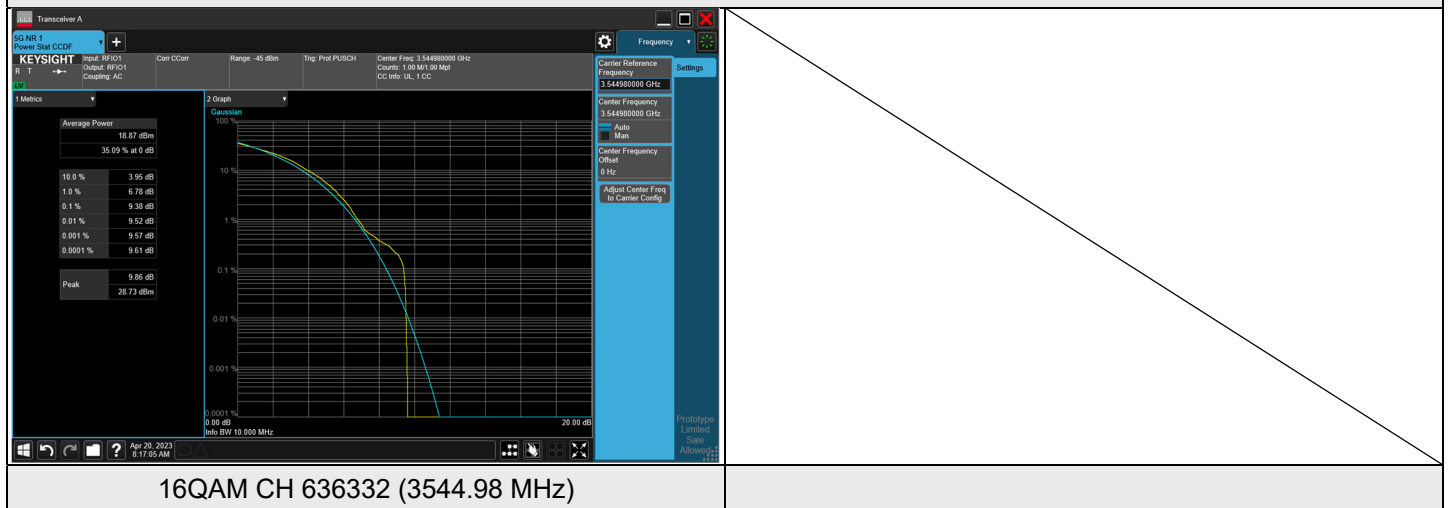 Transceiver A
5G NR 1
Power Stat CCDF
+
Frequency
KEYSIGHT
R T
LM
Input: RFIO1
Output: RFIO1
Coupling: AC
Corr CCorr
Range: -45 dBm
Trig: Prot PUSCH
Center Freq: 3.544980000 GHz
Counts: 1.00 M/1.00 Mpt
CC Info: UL, 1 CC
Carrier Reference
Frequency
3.544980000 GHz
Settings
Center Frequency
3.544980000 GHz
Auto
Man
Center Frequency
Offset
0 Hz
Adjust Center Freq
to Carrier Config
1 Metrics
Average Power
18.87 dBm
35.09 % at 0 dB
10.0 % 3.95 dB
1.0 % 6.78 dB
0.1 % 9.38 dB
0.01 % 9.52 dB
0.001 % 9.57 dB
0.0001 % 9.61 dB
Peak
9.86 dB
28.73 dBm
2 Graph
Gaussian
100 %
10 %
1 %
0.1 %
0.01 %
0.001 %
0.0001 %
0.00 dB 20.00 dB
Info BW 10.000 MHz
Prototype
Limited
Sale
Allowed
?
Apr 20, 2023
8:17:05 AM
16QAM CH 636332 (3544.98 MHz)